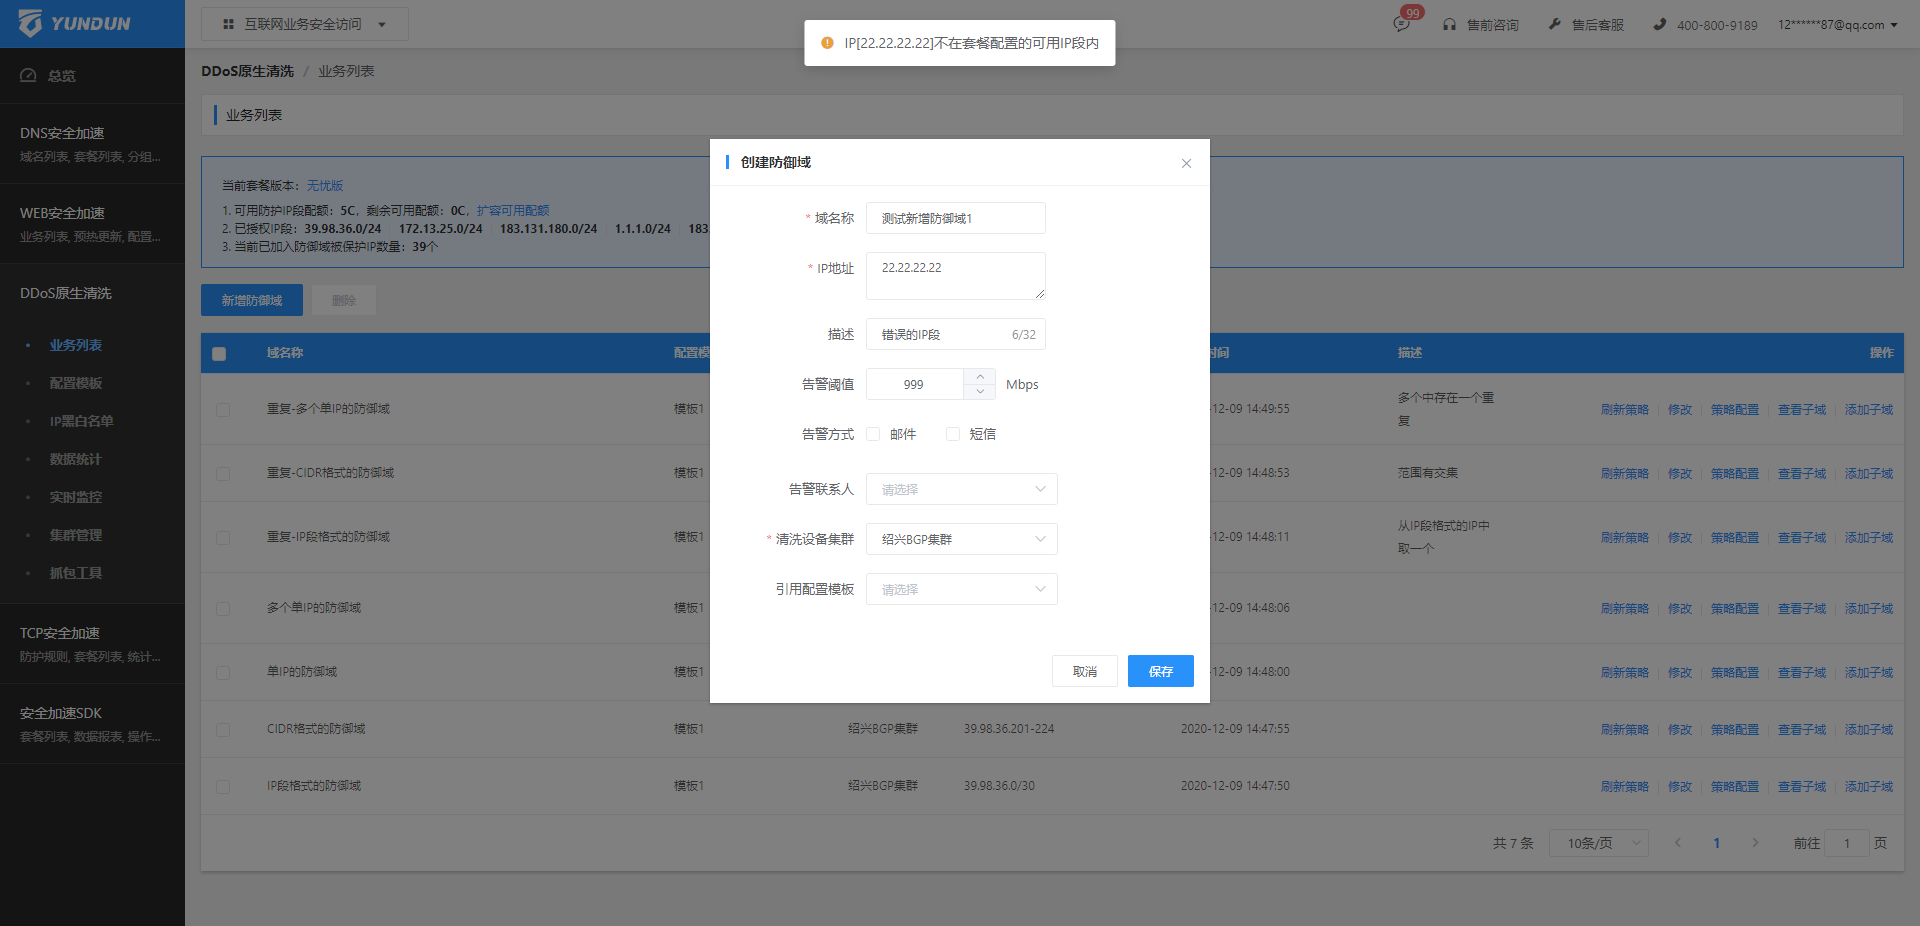 YUNDUN
互联网业务安全访问
99
售前咨询
售后客服
400-800-9189
12******87@qq.com
IP[22.22.22.22]不在套餐配置的可用IP段内
总览
DNS安全加速
域名列表, 套餐列表, 分组...
WEB安全加速
业务列表, 预热更新, 配置...
DDoS原生清洗
业务列表
配置模板
IP黑白名单
数据统计
实时监控
集群管理
抓包工具
TCP安全加速
防护规则, 套餐列表, 统计...
安全加速SDK
套餐列表, 数据报表, 操作...
DDoS原生清洗 / 业务列表
业务列表
当前套餐版本：无忧版
1. 可用防护IP段配额：5C，剩余可用配额：0C，扩容可用配额
2. 已授权IP段：39.98.36.0/24 172.13.25.0/24 183.131.180.0/24 1.1.1.0/24 183
3. 当前已加入防御域被保护IP数量：39个
新增防御域 删除
域名称 配置模 时间 描述 操作
重复-多个单IP的防御域 模板1 -12-09 14:49:55 多个中存在一个重
复
刷新策略 修改 策略配置 查看子域 添加子域
重复-CIDR格式的防御域 模板1 -12-09 14:48:53 范围有交集 刷新策略 修改 策略配置 查看子域 添加子域
重复-IP段格式的防御域 模板1 -12-09 14:48:11 从IP段格式的IP中
取一个
刷新策略 修改 策略配置 查看子域 添加子域
多个单IP的防御域 模板1 -12-09 14:48:06 刷新策略 修改 策略配置 查看子域 添加子域
单IP的防御域 模板1 -12-09 14:48:00 刷新策略 修改 策略配置 查看子域 添加子域
CIDR格式的防御域 模板1 绍兴BGP集群 39.98.36.201-224 2020-12-09 14:47:55 刷新策略 修改 策略配置 查看子域 添加子域
IP段格式的防御域 模板1 绍兴BGP集群 39.98.36.0/30 2020-12-09 14:47:50 刷新策略 修改 策略配置 查看子域 添加子域
共 7 条 10条/页 1 前往 1 页
创建防御域
* 域名称 测试新增防御域1
* IP地址 22.22.22.22
描述 错误的IP段 6/32
告警阈值 999 Mbps
告警方式 邮件 短信
告警联系人 请选择
* 清洗设备集群 绍兴BGP集群
引用配置模板 请选择
取消 保存